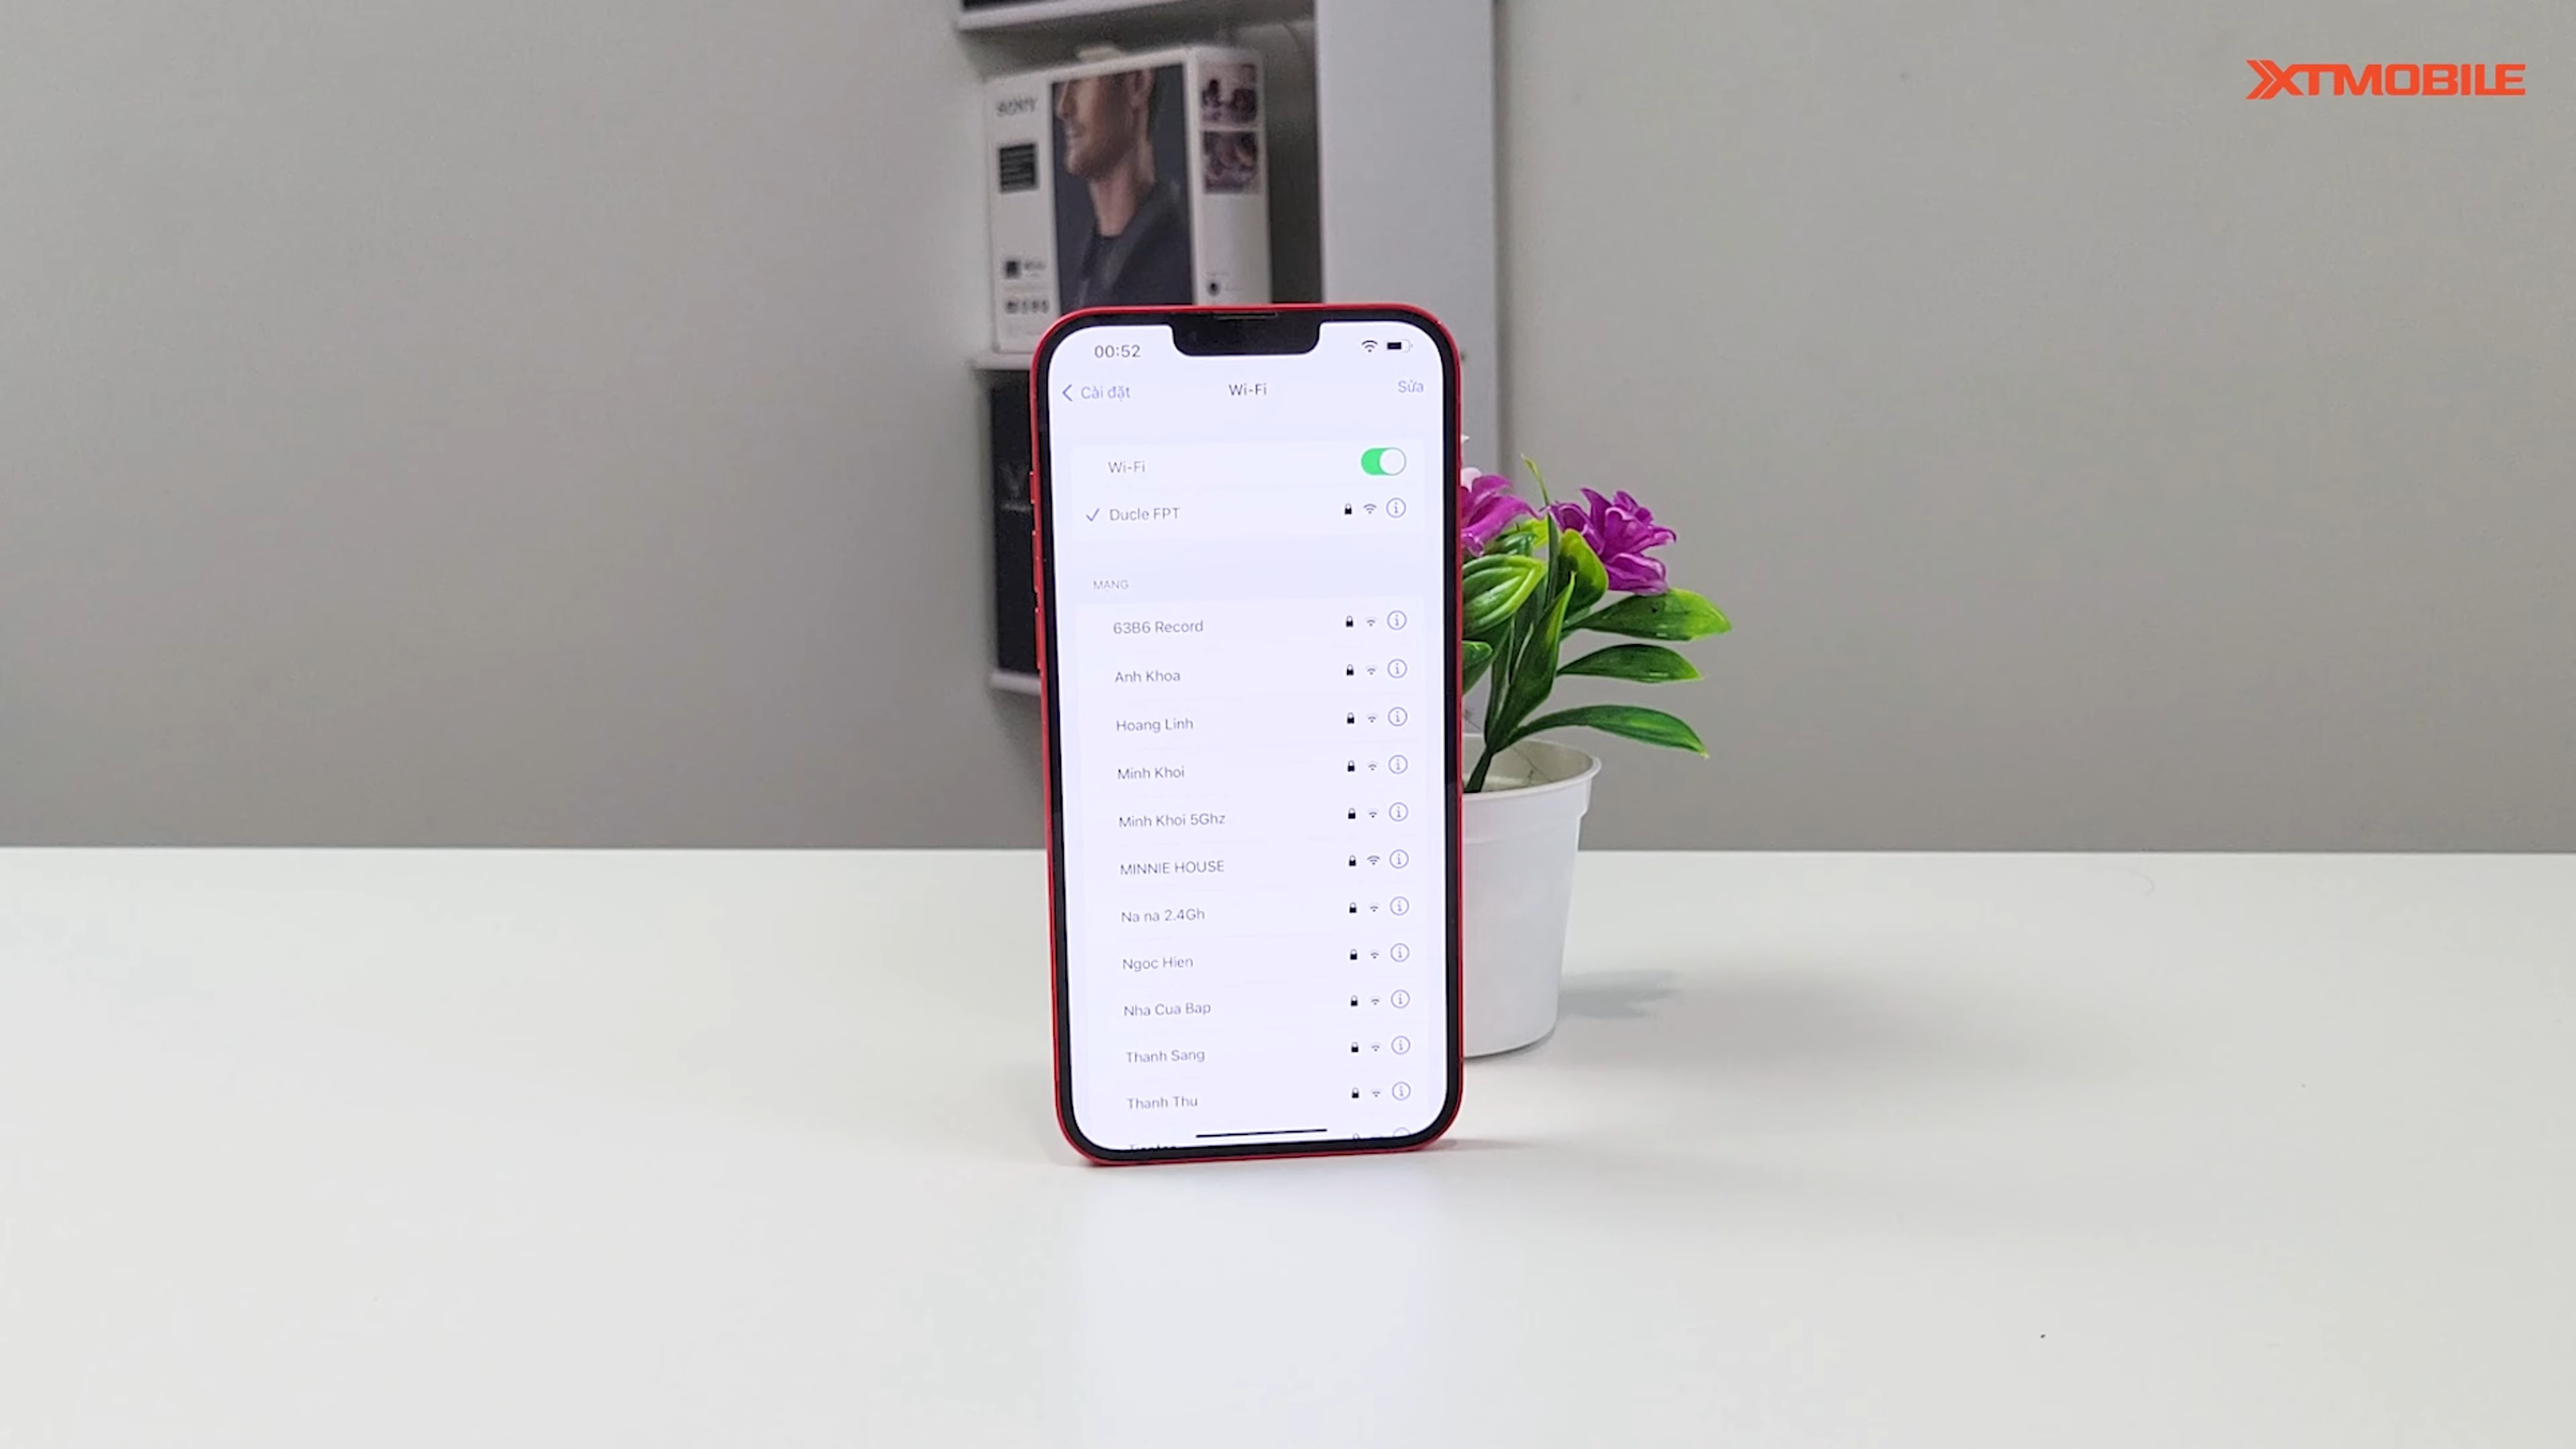 XTMOBILE
SONY
00:52
Cài đặt
Wi-Fi
Sửa
Wi-Fi
Ducle FPT
MẠNG
63B6 Record
Anh Khoa
Hoang Linh
Minh Khoi
Minh Khoi 5Ghz
MINNIE HOUSE
Na na 2.4Gh
Ngoc Hien
Nha Cua Bap
Thanh Sang
Thanh Thu